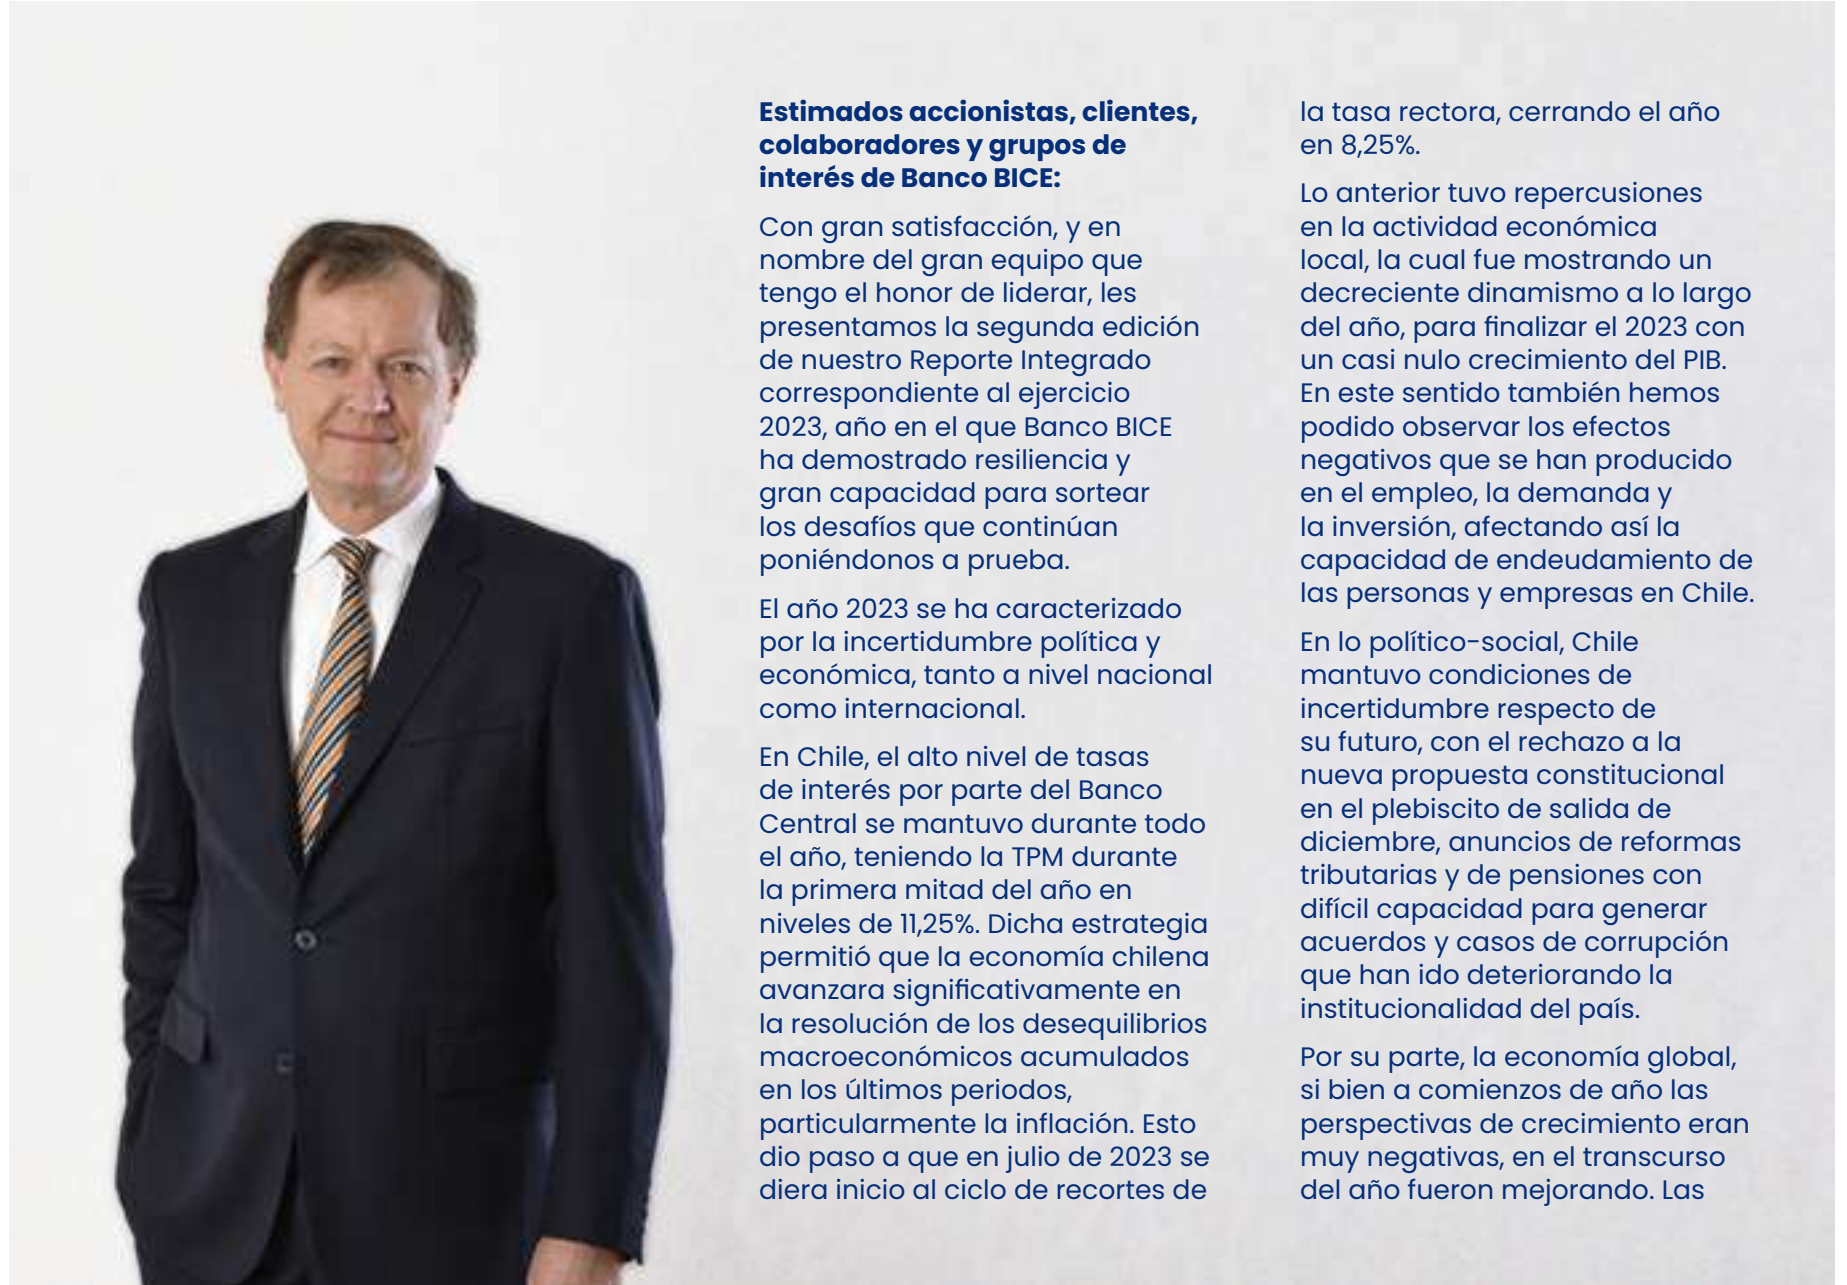 Estimados accionistas, clientes,
colaboradores y grupos de
interés de Banco BICE:
Con gran satisfacción, y en
nombre del gran equipo que
tengo el honor de liderar, les
presentamos la segunda edición
de nuestro Reporte Integrado
correspondiente al ejercicio
2023, año en el que Banco BICE
ha demostrado resiliencia y
gran capacidad para sortear
los desafíos que continúan
poniéndonos a prueba.
El año 2023 se ha caracterizado
por la incertidumbre política y
económica, tanto a nivel nacional
como internacional.
En Chile, el alto nivel de tasas
de interés por parte del Banco
Central se mantuvo durante todo
el año, teniendo la TPM durante
la primera mitad del año en
niveles de 11,25%. Dicha estrategia
permitió que la economía chilena
avanzara significativamente en
la resolución de los desequilibrios
macroeconómicos acumulados
en los últimos periodos,
particularmente la inflación. Esto
dio paso a que en julio de 2023 se
diera inicio al ciclo de recortes de
la tasa rectora, cerrando el año
en 8,25%.
Lo anterior tuvo repercusiones
en la actividad económica
local, la cual fue mostrando un
decreciente dinamismo a lo largo
del año, para finalizar el 2023 con
un casi nulo crecimiento del PIB.
En este sentido también hemos
podido observar los efectos
negativos que se han producido
en el empleo, la demanda y
la inversión, afectando así la
capacidad de endeudamiento de
las personas y empresas en Chile.
En lo político-social, Chile
mantuvo condiciones de
incertidumbre respecto de
su futuro, con el rechazo a la
nueva propuesta constitucional
en el plebiscito de salida de
diciembre, anuncios de reformas
tributarias y de pensiones con
difícil capacidad para generar
acuerdos y casos de corrupción
que han ido deteriorando la
institucionalidad del país.
Por su parte, la economía global,
si bien a comienzos de año las
perspectivas de crecimiento eran
muy negativas, en el transcurso
del año fueron mejorando. Las